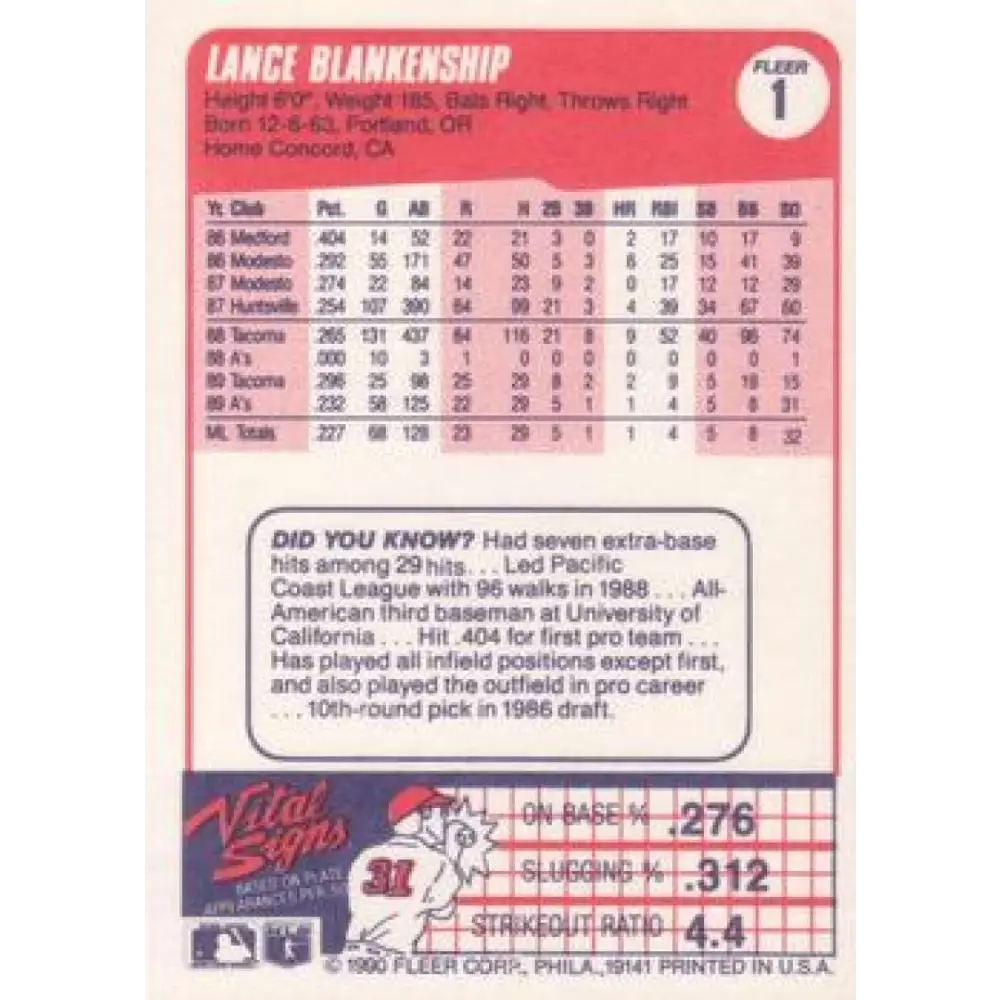 LANCE BLANKENSHIP
FLEER
1
Height 6'0", Weight 185, Bats Right, Throws Right
Born 12-6-63, Portland, OR
Home Concord, CA
Yr. Club Pct. G AB R H 2B 3B HR RBI SB BB SO
86 Medford .404 14 52 22 21 3 0 2 17 10 17 9
86 Modesto .292 55 171 47 50 5 3 6 25 15 41 39
87 Modesto .274 22 84 14 23 9 2 0 17 12 12 29
87 Huntsville .254 107 390 64 99 21 3 4 39 34 67 60
88 Tacoma .265 131 437 84 116 21 8 9 52 40 96 74
88 A's .000 10 3 1 0 0 0 0 0 0 0 1
89 Tacoma .296 25 98 25 29 8 2 2 9 5 19 15
89 A's .232 58 125 22 29 5 1 1 4 5 8 31
ML Totals .227 68 128 23 29 5 1 1 4 5 8 32
DID YOU KNOW? Had seven extra-base
hits among 29 hits. . . Led Pacific
Coast League with 96 walks in 1988 . . . All-
American third baseman at University of
California . . . Hit .404 for first pro team . . .
Has played all infield positions except first,
and also played the outfield in pro career
. . . 10th-round pick in 1986 draft.
Vital
Signs
BASED ON PLATE
APPEARANCES PER SO
31
ON BASE % .276
SLUGGING % .312
STRIKEOUT RATIO 4.4
© 1990 FLEER CORP., PHILA., 19141 PRINTED IN U.S.A.